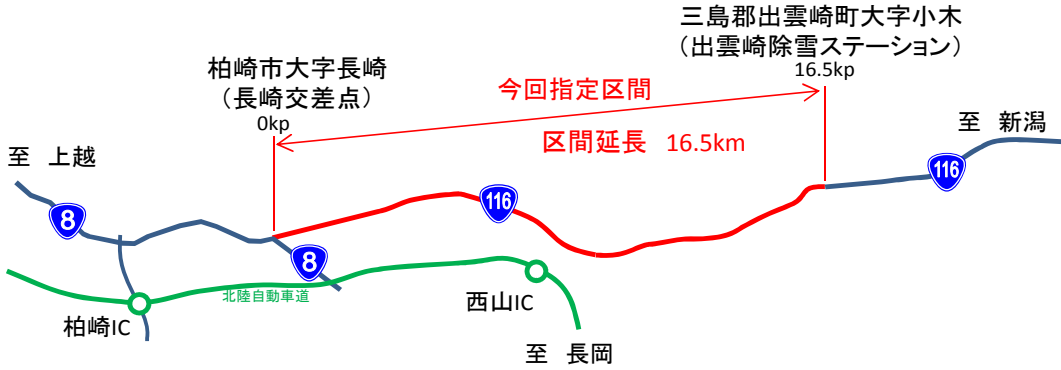 三島郡出雲崎町大字小木
（出雲崎除雪ステーション）
16.5kp
柏崎市大字長崎
（長崎交差点）
0kp
今回指定区間
区間延長 16.5km
至 新潟
至 上越
116
116
8
8
北陸自動車道
西山IC
柏崎IC
至 長岡